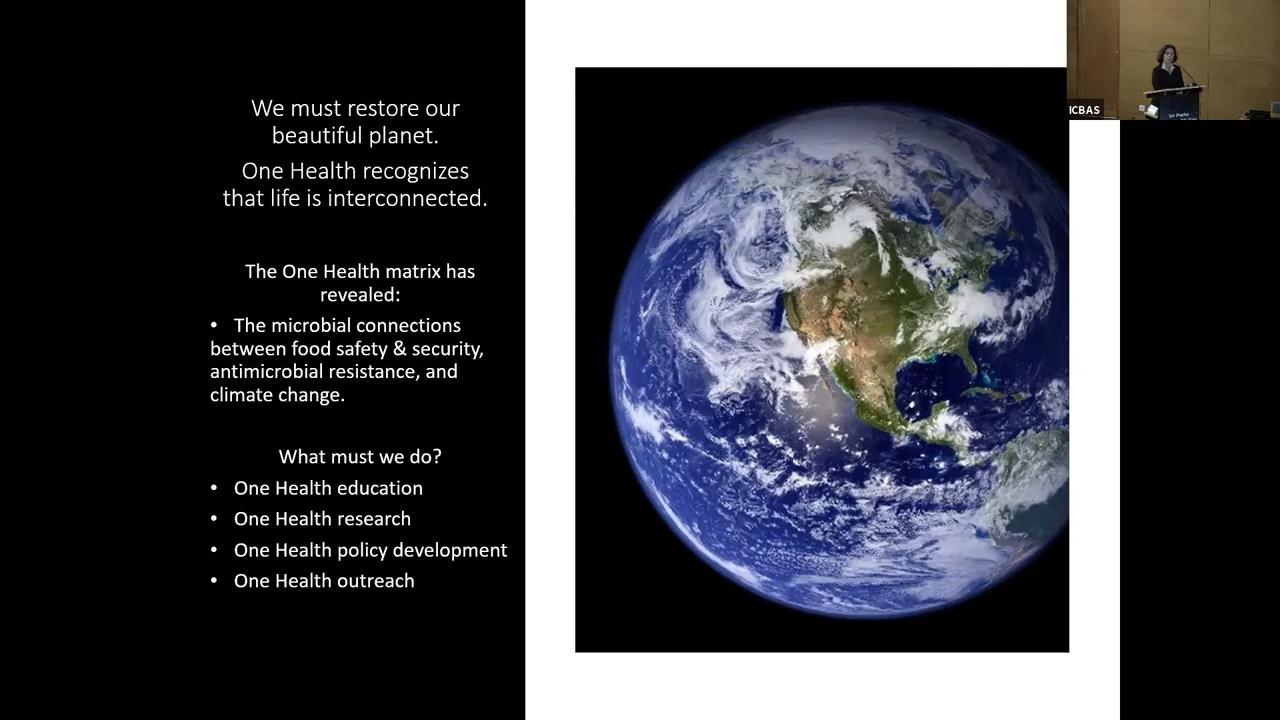 We must restore our
beautiful planet.
One Health recognizes
that life is interconnected.
The One Health matrix has
revealed:
• The microbial connections
between food safety & security,
antimicrobial resistance, and
climate change.
What must we do?
• One Health education
• One Health research
• One Health policy development
• One Health outreach
ICBAS